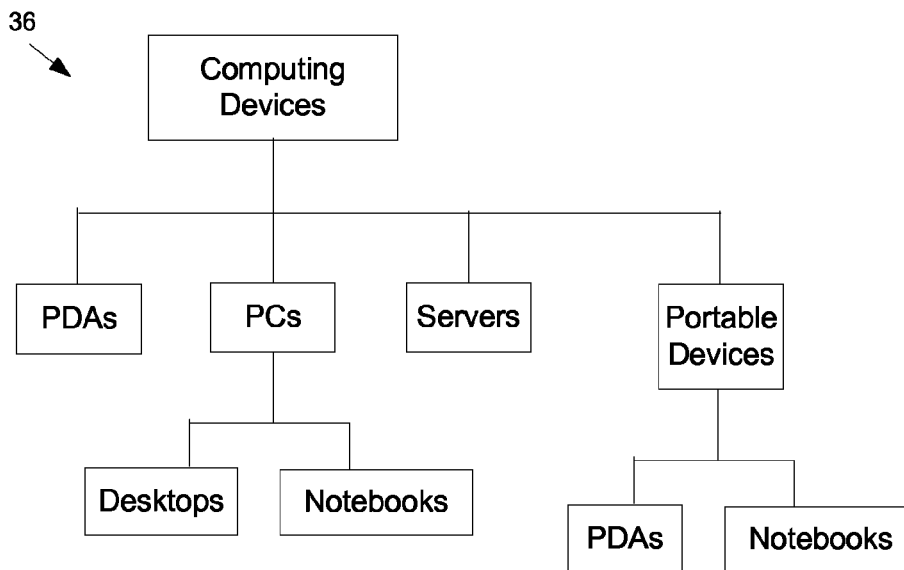 36
Computing
Devices
PDAs
PCs
Servers
Portable
Devices
Desktops
Notebooks
PDAs
Notebooks